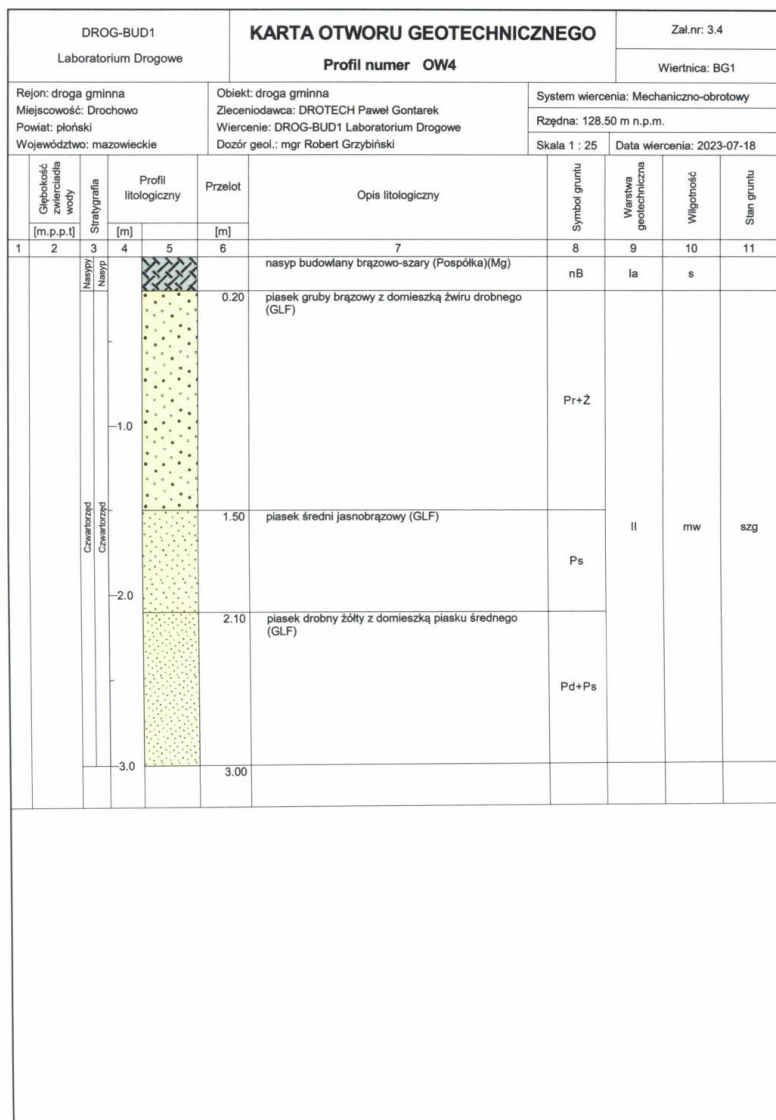 DROG-BUD1
Laboratorium Drogowe
KARTA OTWORU GEOTECHNICZNEGO
Profil numer OW4
Zał.nr: 3.4
Wiertnica: BG1
Rejon: droga gminna
Miejscowość: Drochowo
Powiat: płoński
Województwo: mazowieckie
Obiekt: droga gminna
Zleceniodawca: DROTECH Paweł Gontarek
Wiercenie: DROG-BUD1 Laboratorium Drogowe
Dozór geol.: mgr Robert Grzybiński
System wiercenia: Mechaniczno-obrotowy
Rzędna: 128.50 m n.p.m.
Skala 1 : 25
Data wiercenia: 2023-07-18
Głębokość
zwierciadła
wody
[m.p.p.t]
Stratygrafia
Profil
litologiczny
[m]
Przelot
[m]
Opis litologiczny
Symbol gruntu
Warstwa
geotechniczna
Wilgotność
Stan gruntu
1 2 3 4 5 6 7 8 9 10 11
Nasypy
Nasyp
nasyp budowlany brązowo-szary (Pospółka)(Mg)
nB
Ia
s
0.20
piasek gruby brązowy z domieszką żwiru drobnego
(GLF)
Pr+Ż
1.0
1.50
piasek średni jasnobrązowy (GLF)
Czwartorzęd
Czwartorzęd
II
mw
szg
Ps
2.0
2.10
piasek drobny żółty z domieszką piasku średnego
(GLF)
Pd+Ps
3.0
3.00